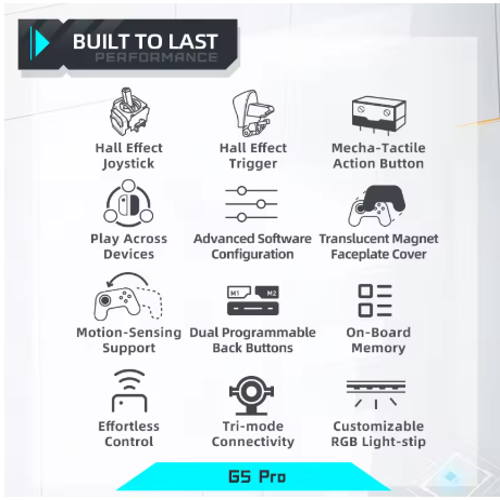 BUILT TO LAST
PERFORMANCE
Hall Effect
Joystick
Hall Effect
Trigger
Mecha-Tactile
Action Button
Play Across
Devices
Advanced Software
Configuration
Translucent Magnet
Faceplate Cover
M1 M2
Motion-Sensing
Support
Dual Programmable
Back Buttons
On-Board
Memory
Effortless
Control
Tri-mode
Connectivity
Customizable
RGB Light-stip
G5 Pro